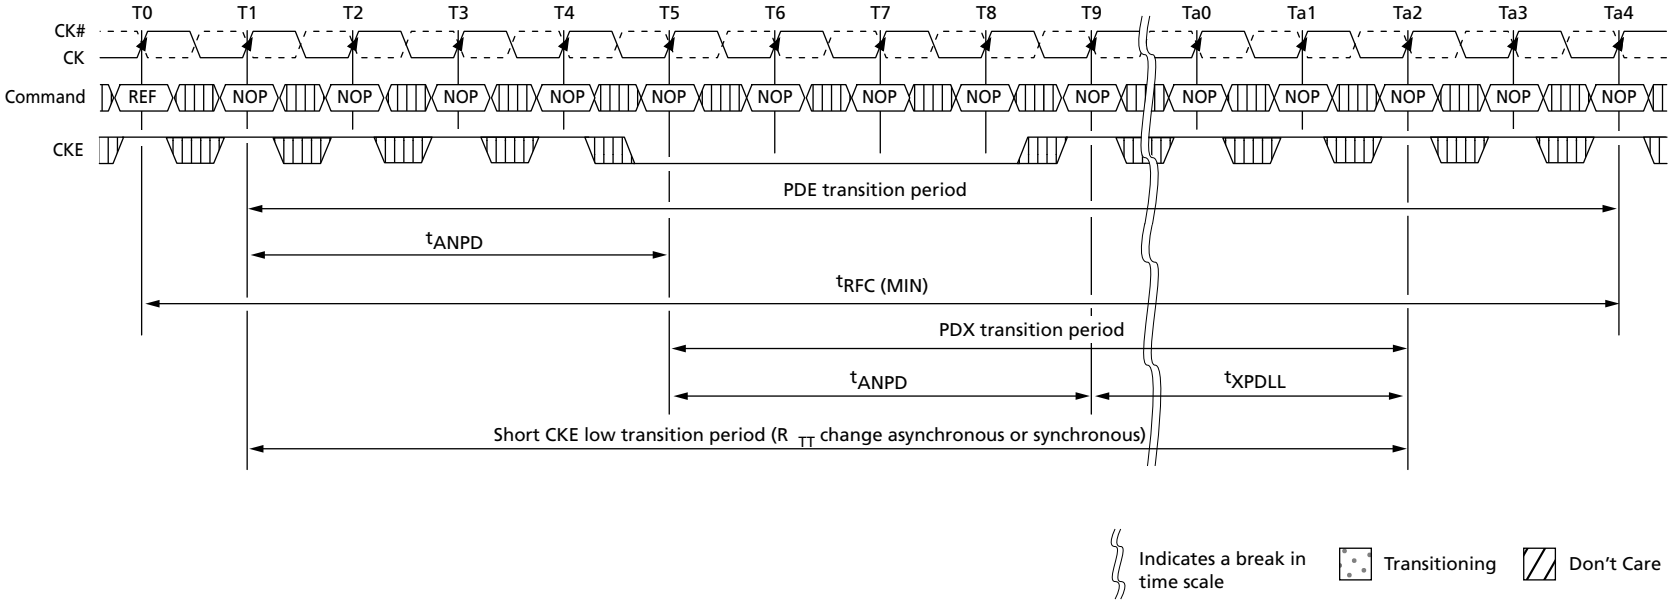 T0 T1 T2 T3 T4 T5 T6 T7 T8 T9 Ta0 Ta1 Ta2 Ta3 Ta4
CK#
CK
Command REF NOP NOP NOP NOP NOP NOP NOP NOP NOP NOP NOP NOP NOP NOP
CKE
PDE transition period
tANPD
tRFC (MIN)
PDX transition period
tANPD tXPDLL
Short CKE low transition period (R TT change asynchronous or synchronous)
Indicates a break in
time scale
Transitioning
Don't Care